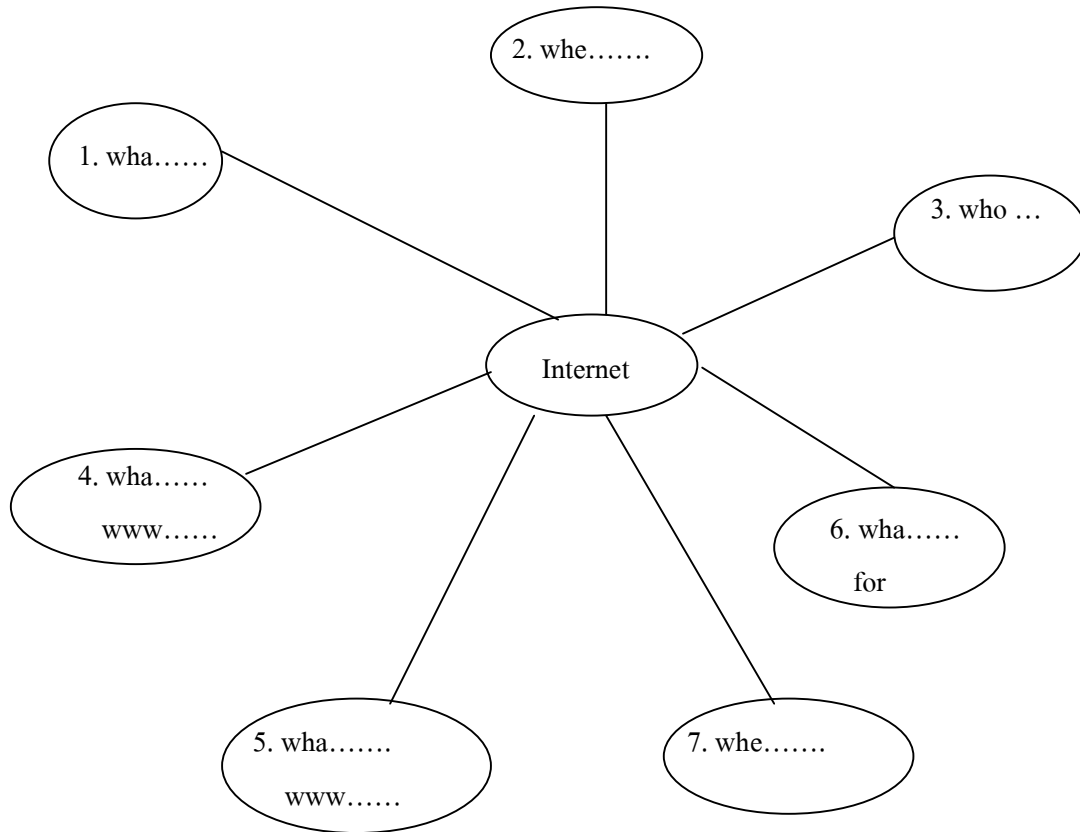 2. whe…….
1. wha……
3. who …
Internet
4. wha……
www……
6. wha……
for
5. wha…….
www……
7. whe…….